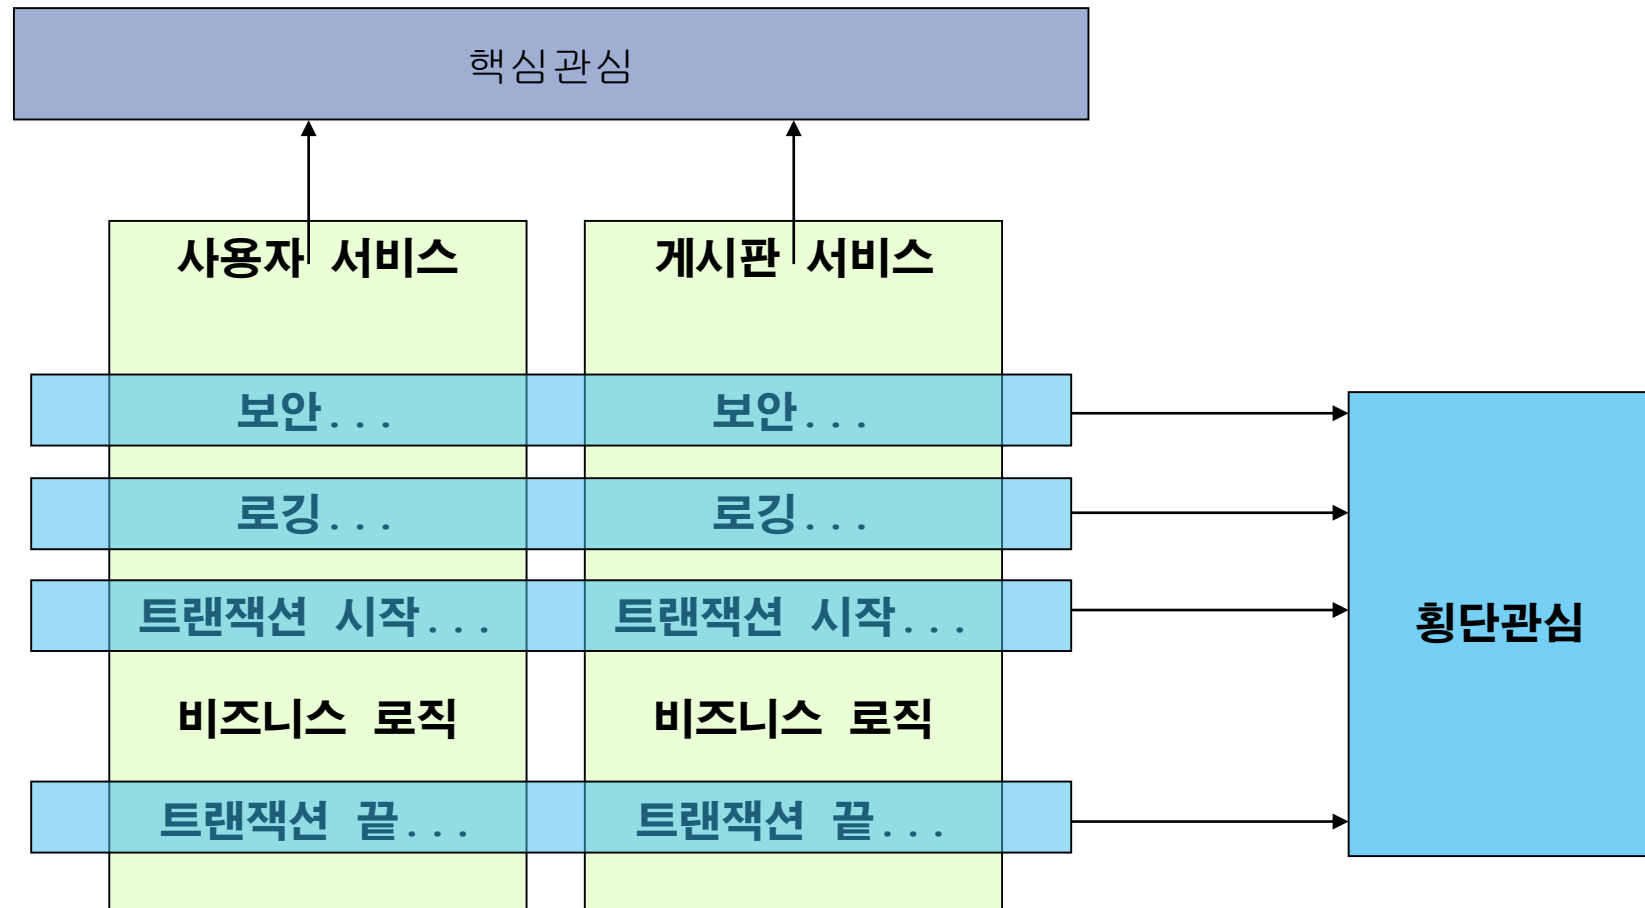 핵심관심
사용자 서비스 게시판 서비스
보안... 보안...
로깅... 로깅...
트랜잭션 시작... 트랜잭션 시작...
횡단관심
비즈니스 로직 비즈니스 로직
트랜잭션 끝... 트랜잭션 끝...